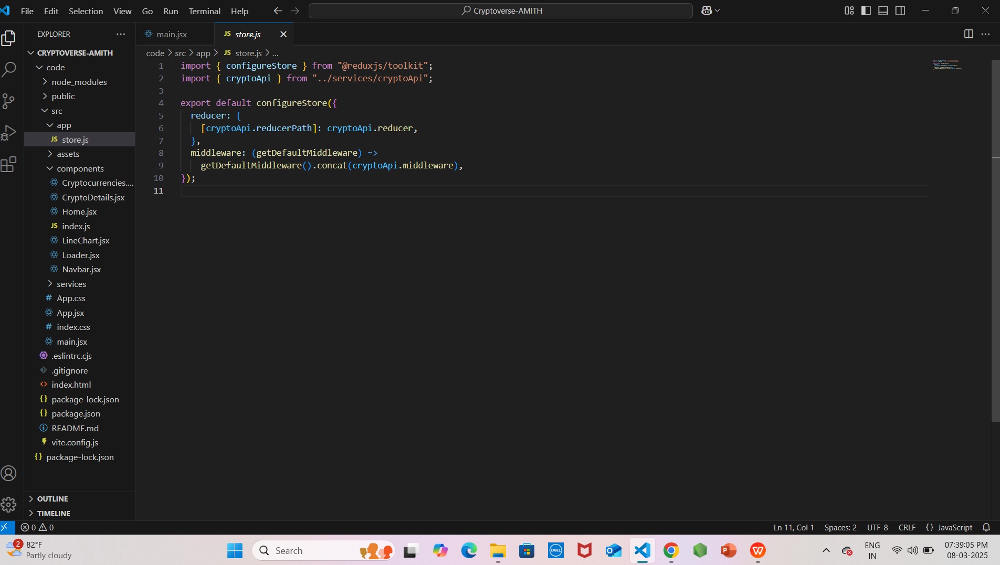 File Edit Selection View Go Run Terminal Help
Cryptoverse-AMITH
EXPLORER
CRYPTOVERSE-AMITH
code
node_modules
public
src
app
JS store.js
assets
components
Cryptocurrencies....
CryptoDetails.jsx
Home.jsx
JS index.js
LineChart.jsx
Loader.jsx
Navbar.jsx
services
# App.css
App.jsx
# index.css
main.jsx
.eslintrc.cjs
.gitignore
<> index.html
{} package-lock.json
{} package.json
README.md
vite.config.js
{} package-lock.json
OUTLINE
TIMELINE
main.jsx
JS store.js
code > src > app > JS store.js > ...
1 import { configureStore } from "@reduxjs/toolkit";
2 import { cryptoApi } from "../services/cryptoApi";
3
4 export default configureStore({
5 reducer: {
6 [cryptoApi.reducerPath]: cryptoApi.reducer,
7 },
8 middleware: (getDefaultMiddleware) =>
9 getDefaultMiddleware().concat(cryptoApi.middleware),
10 });
11
0 0
Ln 11, Col 1 Spaces: 2 UTF-8 CRLF {} JavaScript
2
82°F
Partly cloudy
Search
DELL
O
P
W
ENG
IN
07:39:05 PM
08-03-2025